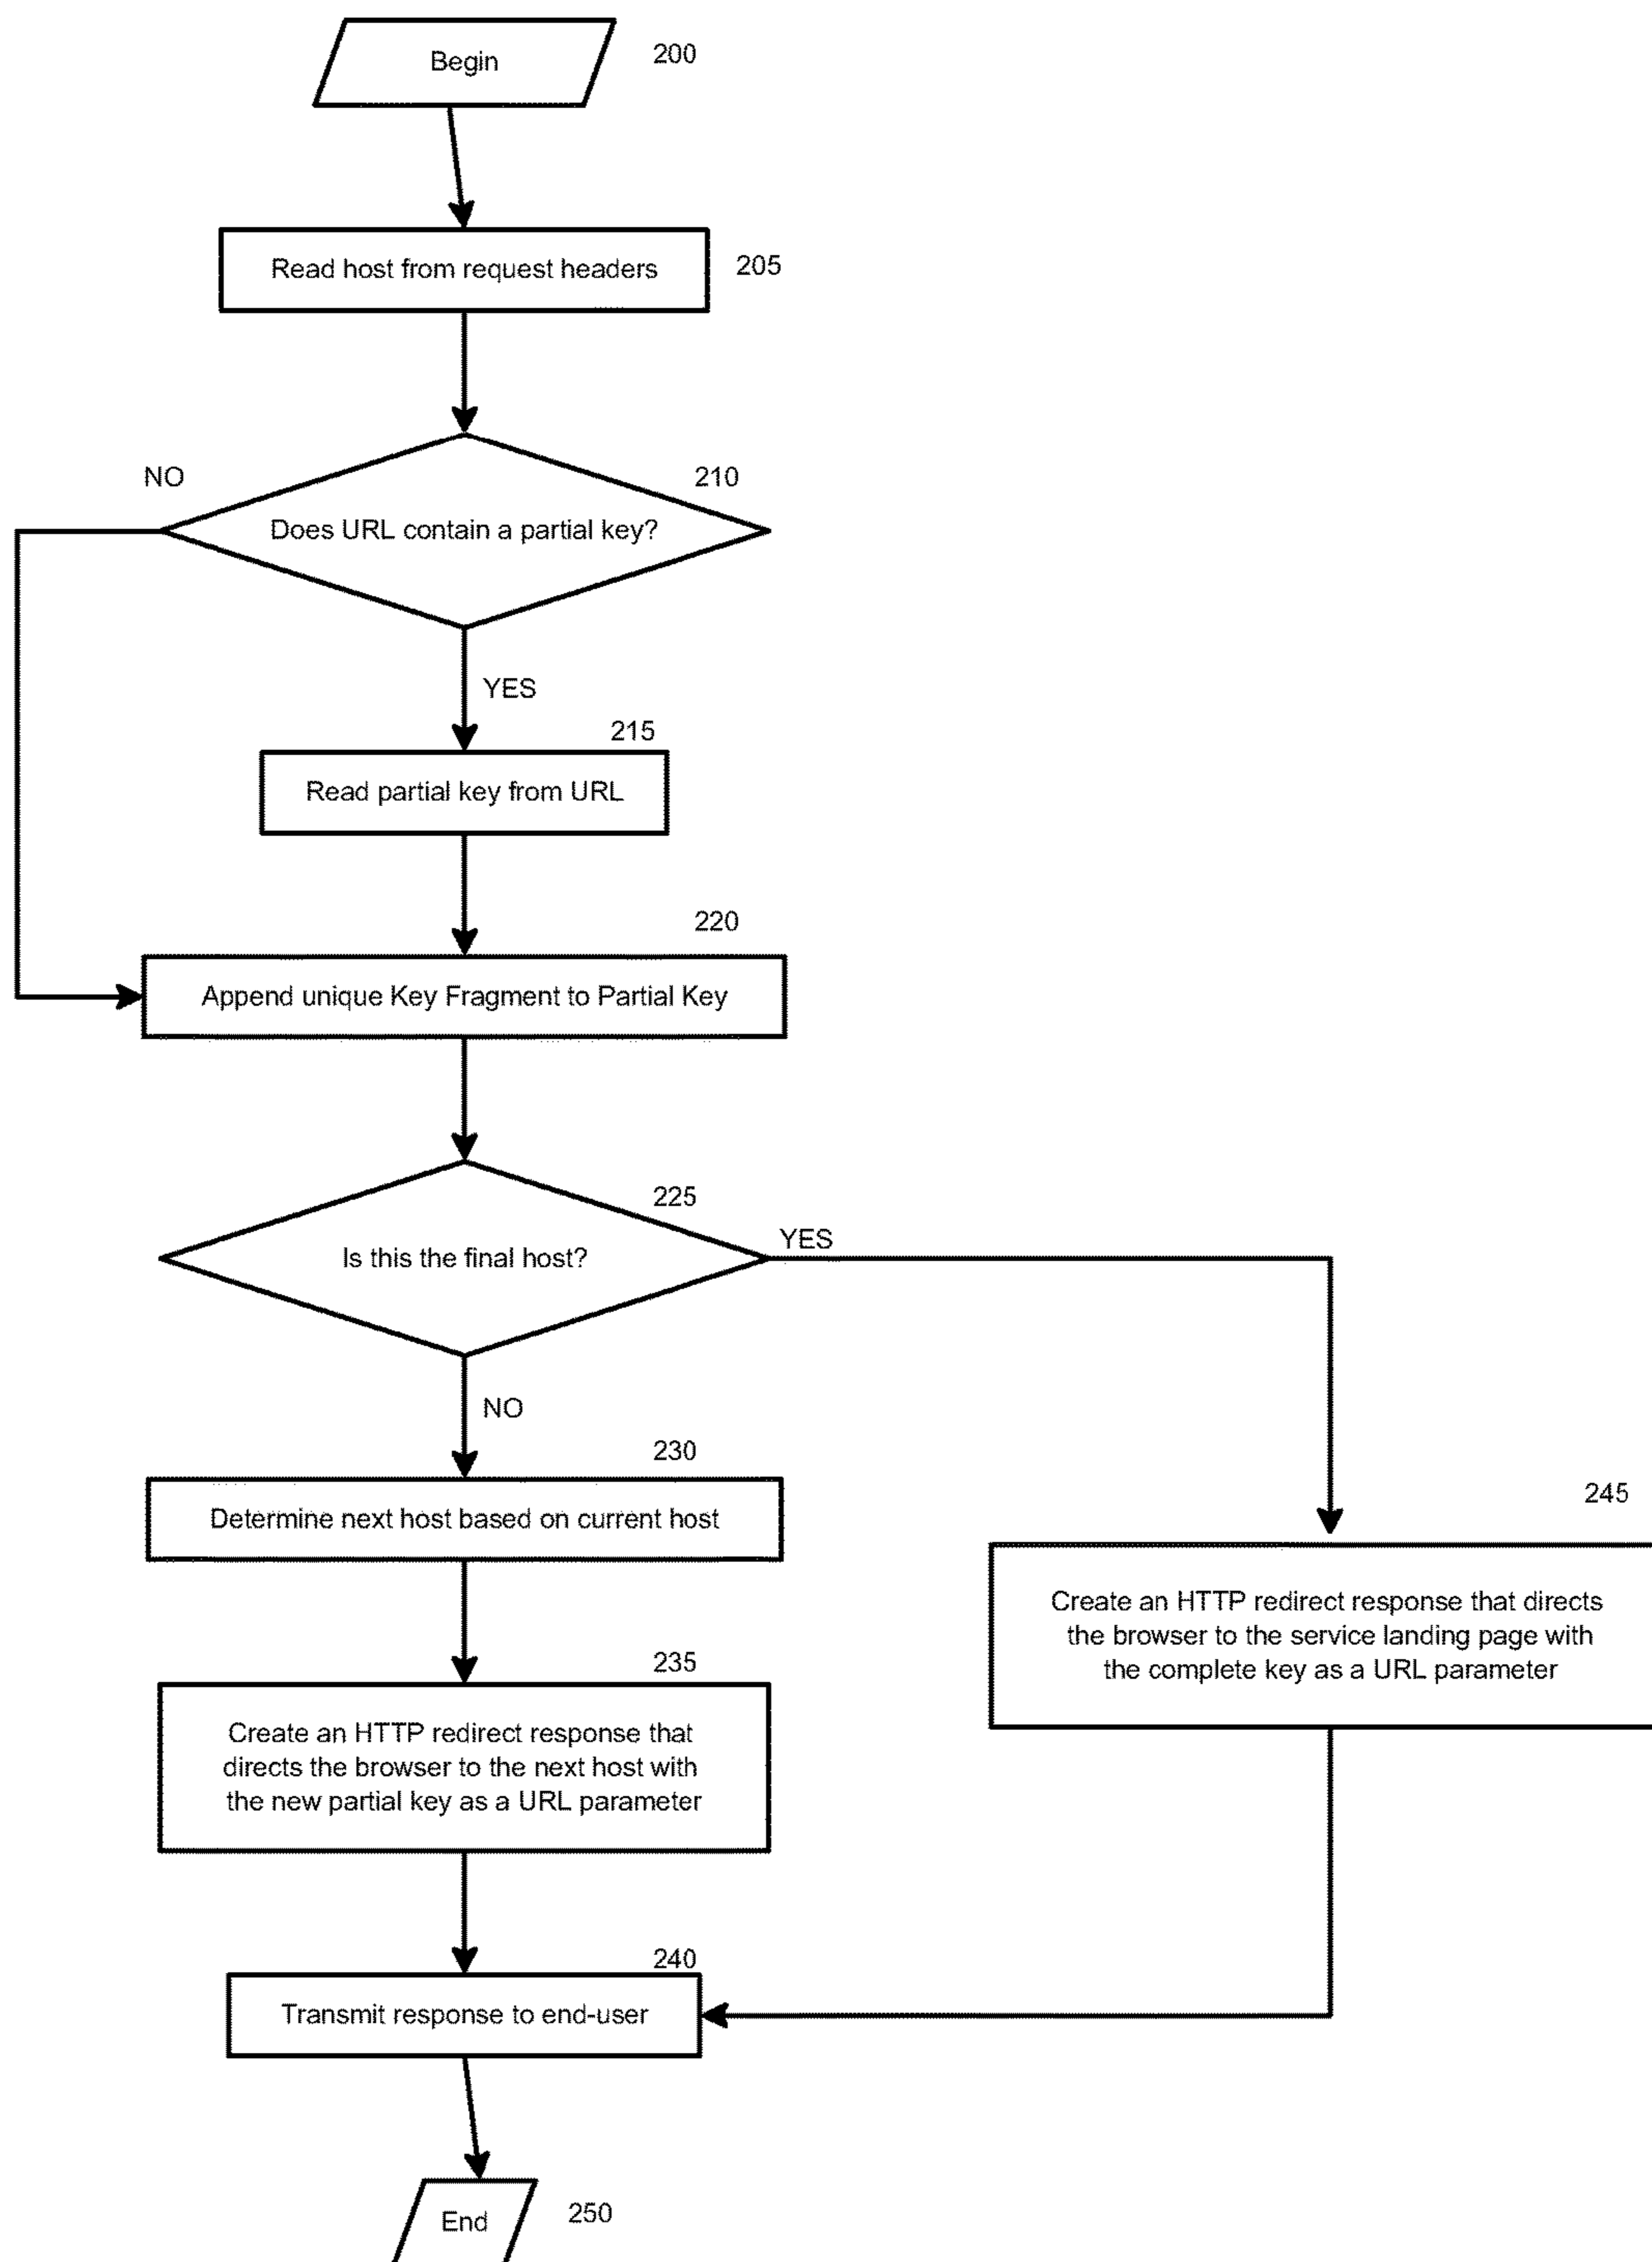 Begin
200
Read host from request headers
205
NO
210
Does URL contain a partial key?
YES
215
Read partial key from URL
220
Append unique Key Fragment to Partial Key
225
YES
Is this the final host?
NO
230
Determine next host based on current host
245
Create an HTTP redirect response that directs
the browser to the service landing page with
the complete key as a URL parameter
235
Create an HTTP redirect response that
directs the browser to the next host with
the new partial key as a URL parameter
240
Transmit response to end-user
End
250